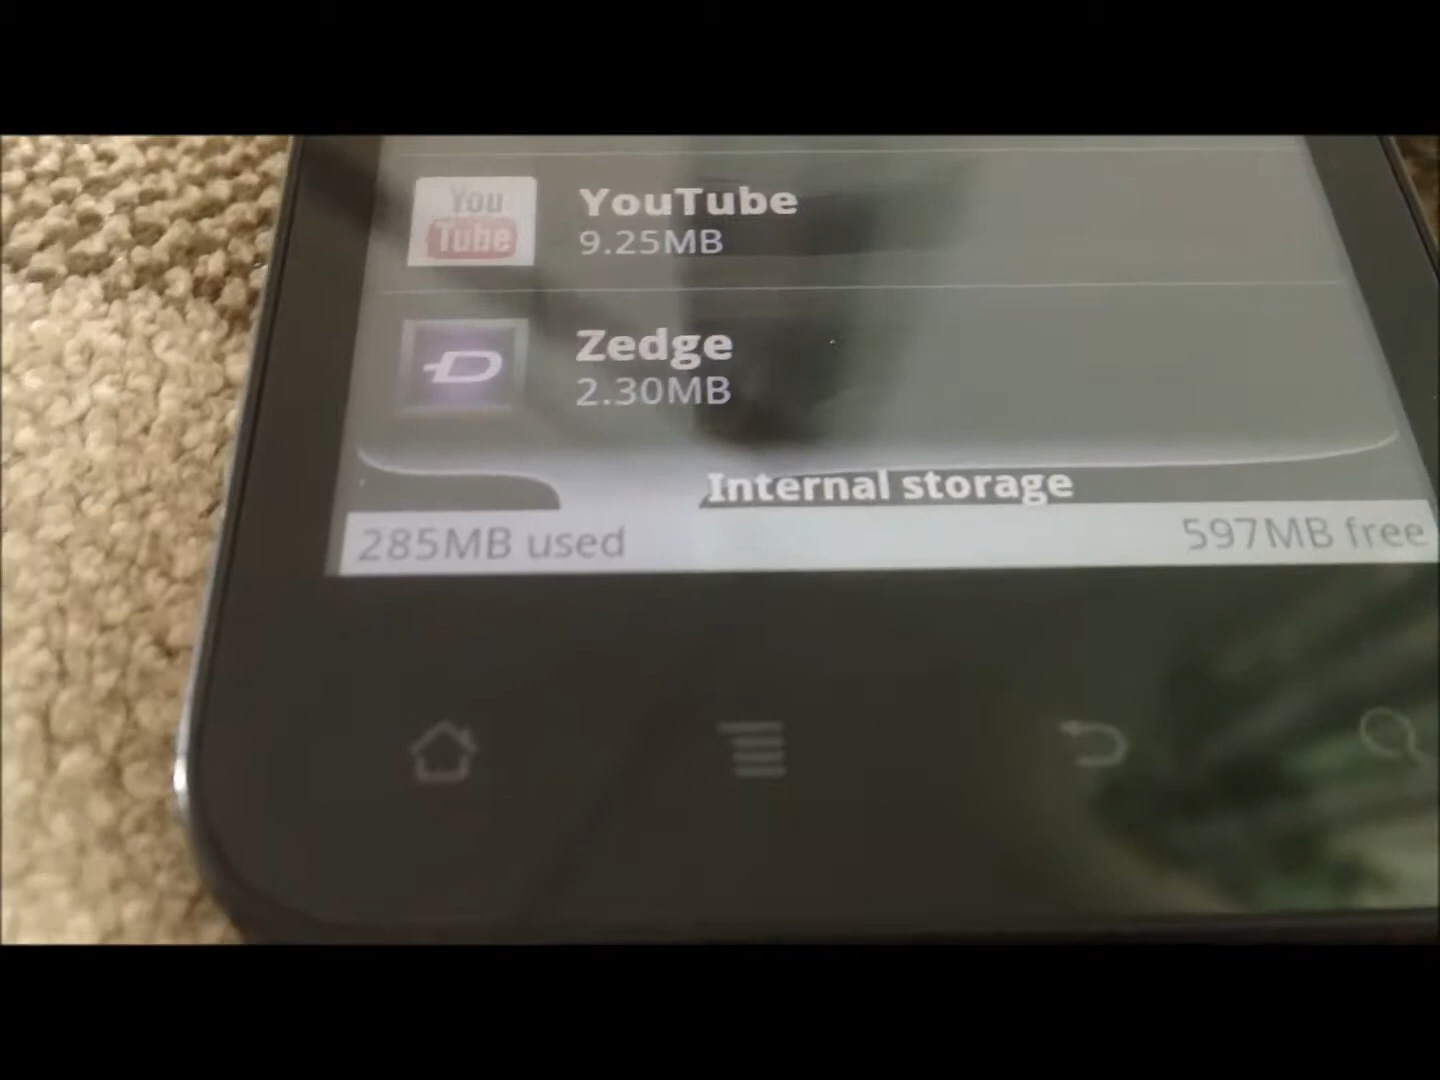 You
Tube
YouTube
9.25MB
Zedge
2.30MB
Internal storage
285MB used
597MB free